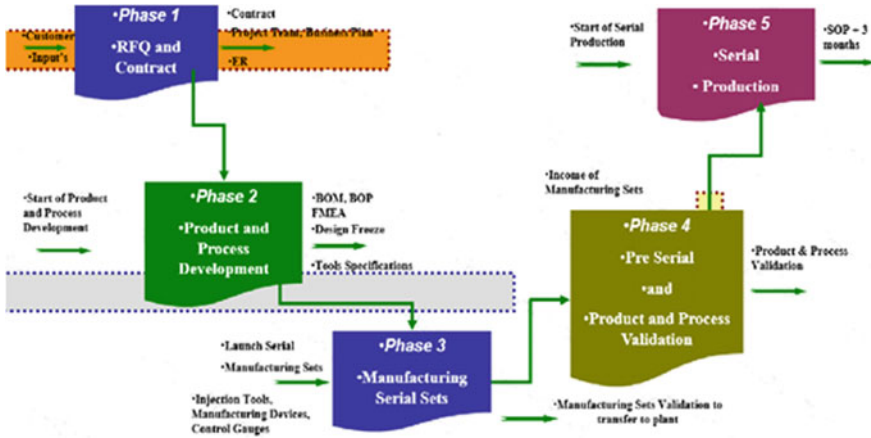 •Phase 1
•RFQ and
Contract
•Customer
•Input's
•Contract
•Project Team, Business Plan
•ER
•Phase 2
•Product and
Process
Development
•Start of Product
and Process
Development
•BOM, BOP
FMEA
•Design Freeze
•Tools Specifications
•Phase 3
•Manufacturing
Serial Sets
•Launch Serial
•Manufacturing Sets
•Injection Tools,
Manufacturing Devices,
Control Gauges
•Manufacturing Sets Validation to
transfer to plant
•Phase 4
•Pre Serial
•and
•Product and Process
Validation
•Income of
Manufacturing Sets
•Product & Process
Validation
•Phase 5
•Serial
•Production
•Start of Serial
Production
•SOP + 3
months